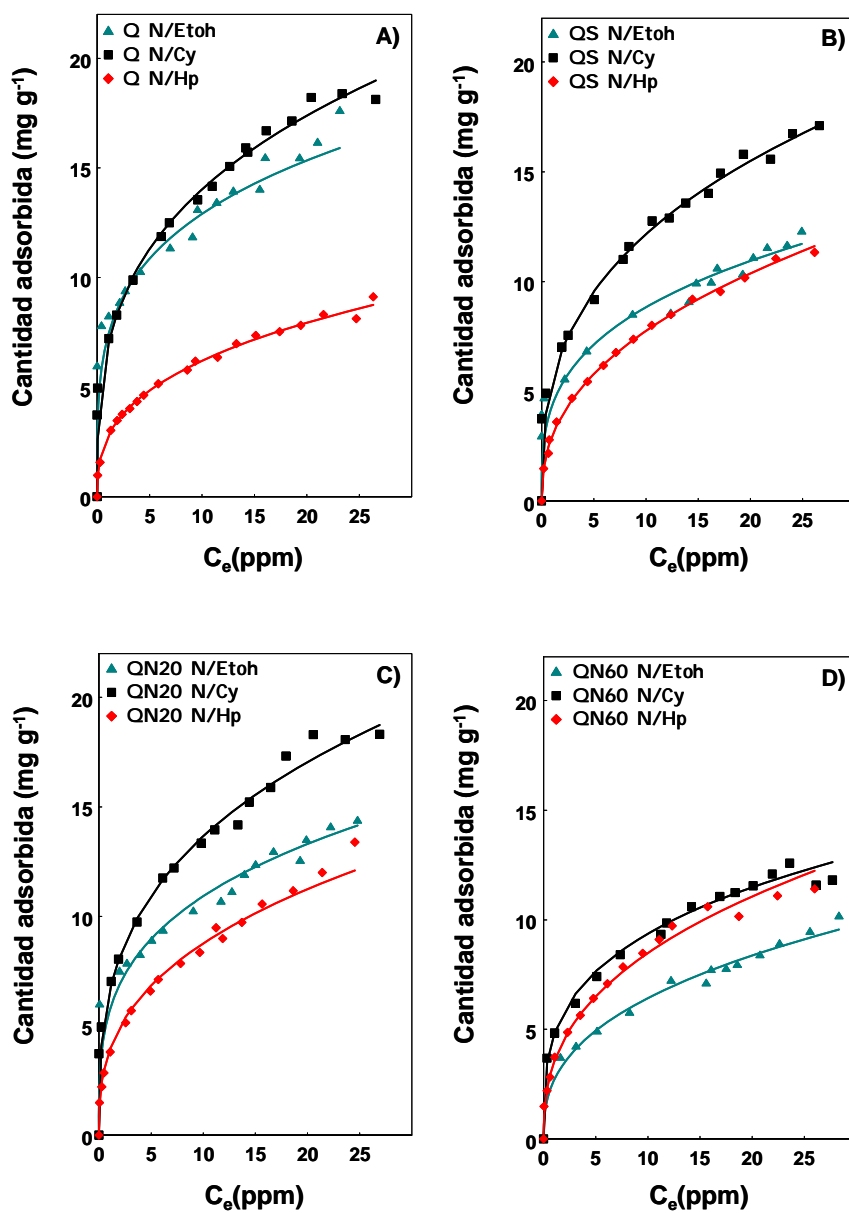 A)
Q N/Etoh
Q N/Cy
Q N/Hp
Cantidad adsorbida (mg g⁻¹)
20
15
10
5
0
0 5 10 15 20 25
Cₑ(ppm)
B)
QS N/Etoh
QS N/Cy
QS N/Hp
Cantidad adsorbida (mg g⁻¹)
20
15
10
5
0
0 5 10 15 20 25
Cₑ(ppm)
C)
QN20 N/Etoh
QN20 N/Cy
QN20 N/Hp
Cantidad adsorbida (mg g⁻¹)
20
15
10
5
0
0 5 10 15 20 25
Cₑ(ppm)
D)
QN60 N/Etoh
QN60 N/Cy
QN60 N/Hp
Cantidad adsorbida (mg g⁻¹)
20
15
10
5
0
0 5 10 15 20 25
Cₑ(ppm)